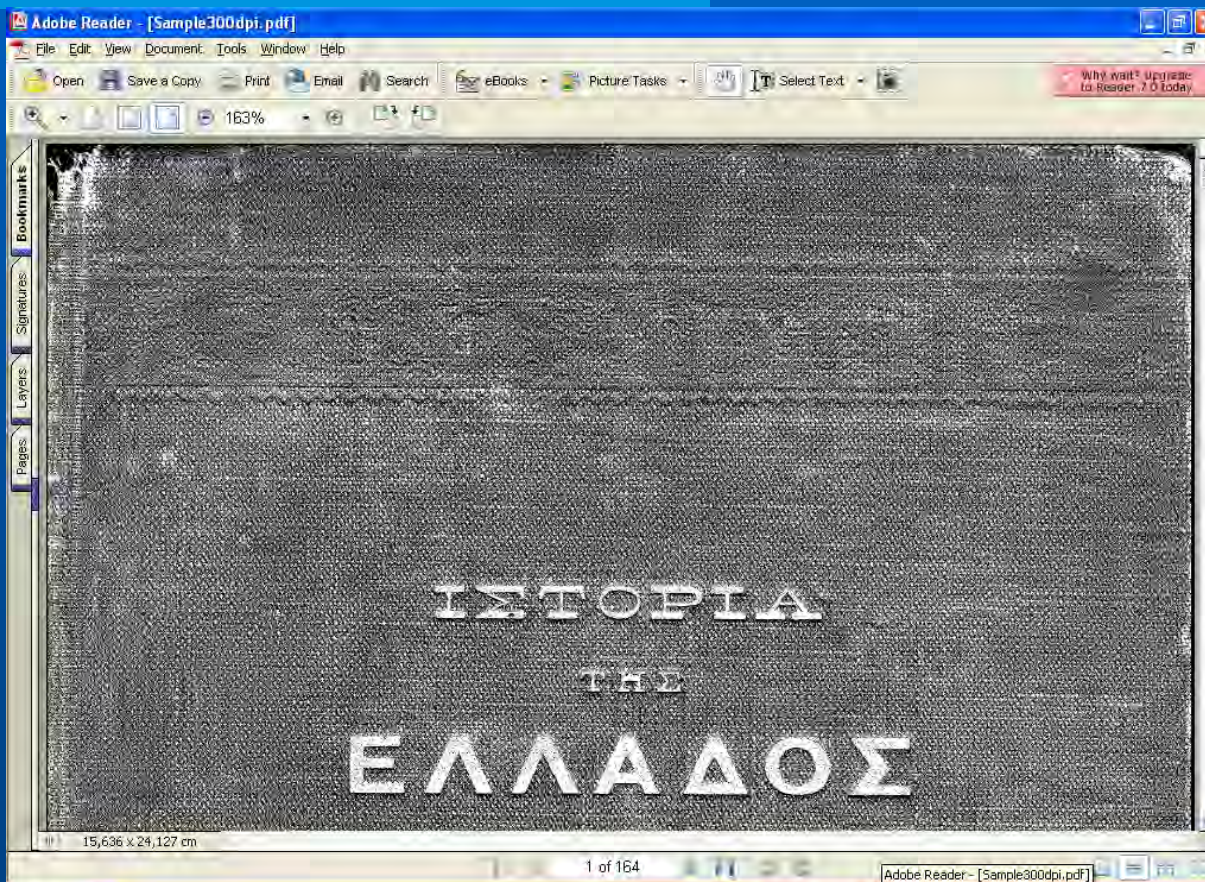 Adobe Reader - [Sample300dpi.pdf]
File Edit View Document Tools Window Help
Open Save a Copy Print Email Search eBooks Picture Tasks Select Text
Why wait? Upgrade
to Reader 7.0 today
163%
Bookmarks
Signatures
Layers
Pages
ΙΣΤΟΡΙΑ
ΤΗΣ
ΕΛΛΑΔΟΣ
15,636 x 24,127 cm
1 of 164
Adobe Reader - [Sample300dpi.pdf]